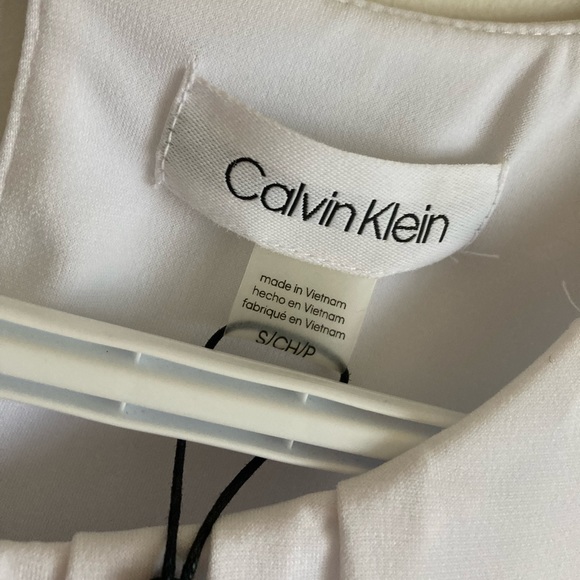 Calvin Klein
made in Vietnam
hecho en Vietnam
fabriqué en Vietnam
S/CH/P